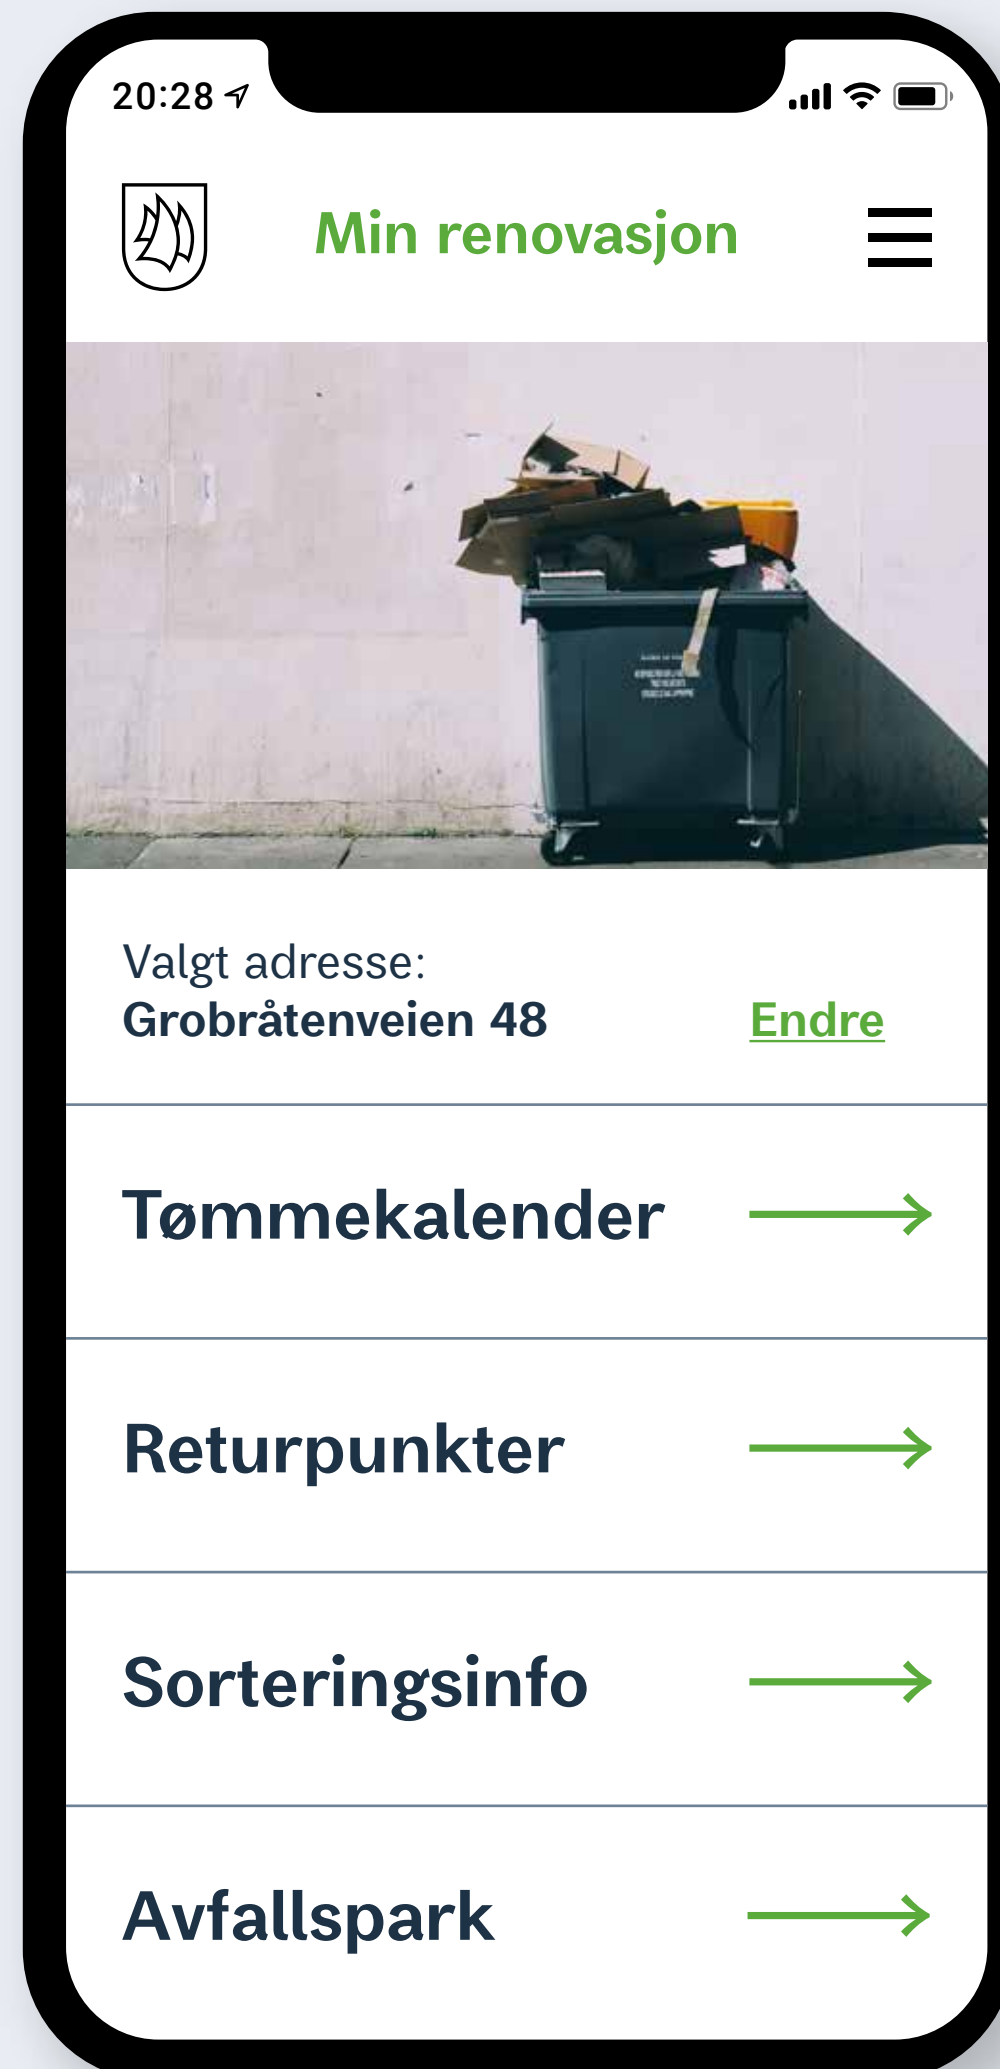 20:28
Min renovasjon
Valgt adresse:
Grobråtenveien 48
Endre
Tømmekalender
Returpunkter
Sorteringsinfo
Avfallspark